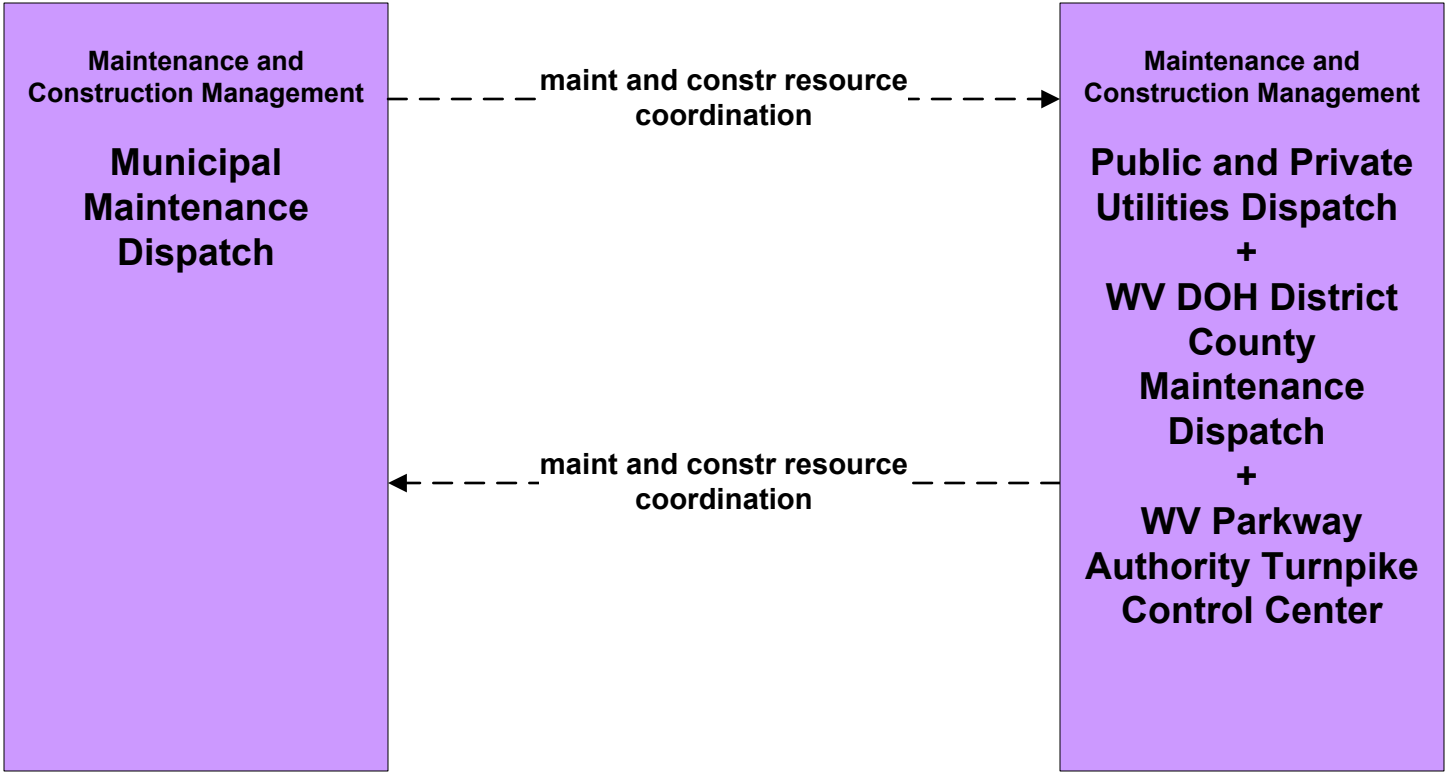 Maintenance and
Construction Management
Municipal
Maintenance
Dispatch
maint and constr resource
coordination
maint and constr resource
coordination
Maintenance and
Construction Management
Public and Private
Utilities Dispatch
+
WV DOH District
County
Maintenance
Dispatch
+
WV Parkway
Authority Turnpike
Control Center